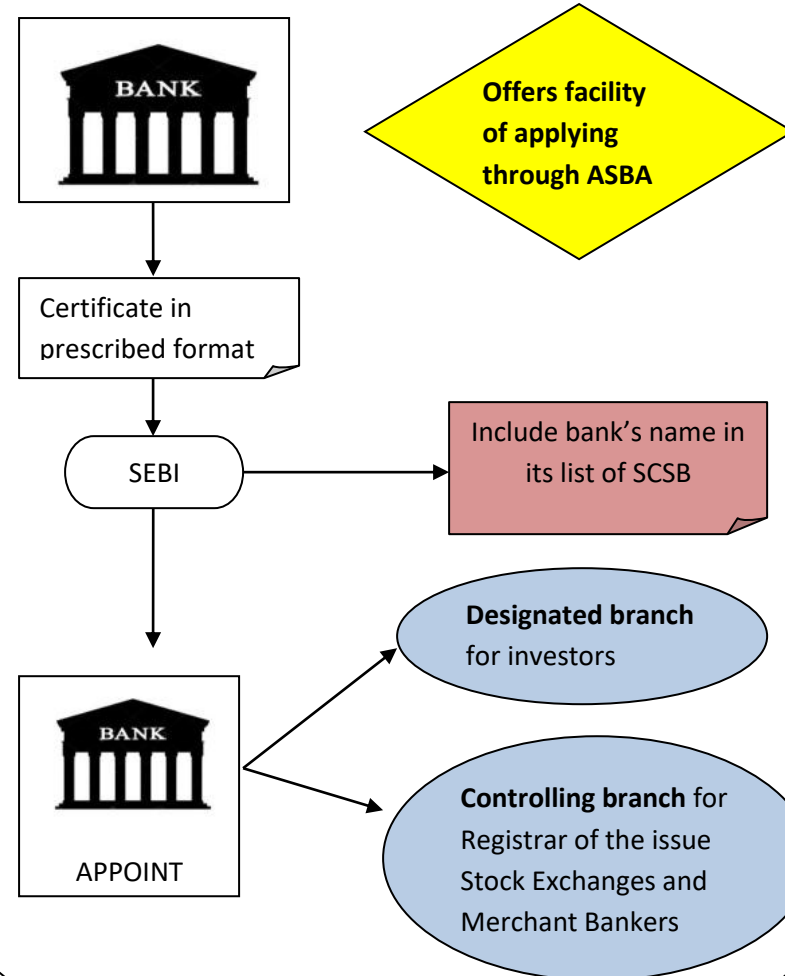 BANK
Offers facility
of applying
through ASBA
Certificate in
prescribed format
SEBI
Include bank’s name in
its list of SCSB
Designated branch
for investors
BANK
APPOINT
Controlling branch for
Registrar of the issue
Stock Exchanges and
Merchant Bankers